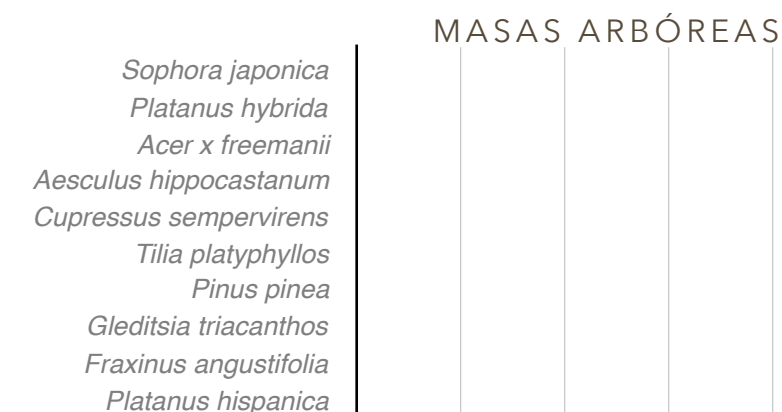 MASAS ARBÓREAS
Sophora japonica
Platanus hybrida
Acer x freemanii
Aesculus hippocastanum
Cupressus sempervirens
Tilia platyphyllos
Pinus pinea
Gleditsia triacanthos
Fraxinus angustifolia
Platanus hispanica